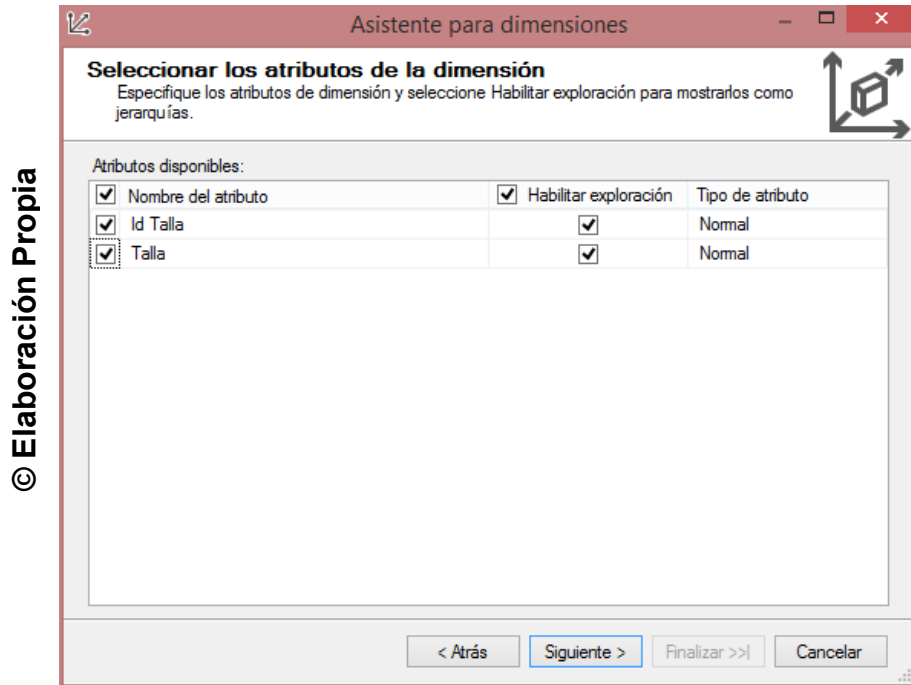 Asistente para dimensiones
Seleccionar los atributos de la dimensión
Especifique los atributos de dimensión y seleccione Habilitar exploración para mostrarlos como
jerarquías.
Atributos disponibles:
Nombre del atributo Habilitar exploración Tipo de atributo
Id Talla Normal
Talla Normal
< Atrás Siguiente > Finalizar >>| Cancelar
© Elaboración Propia